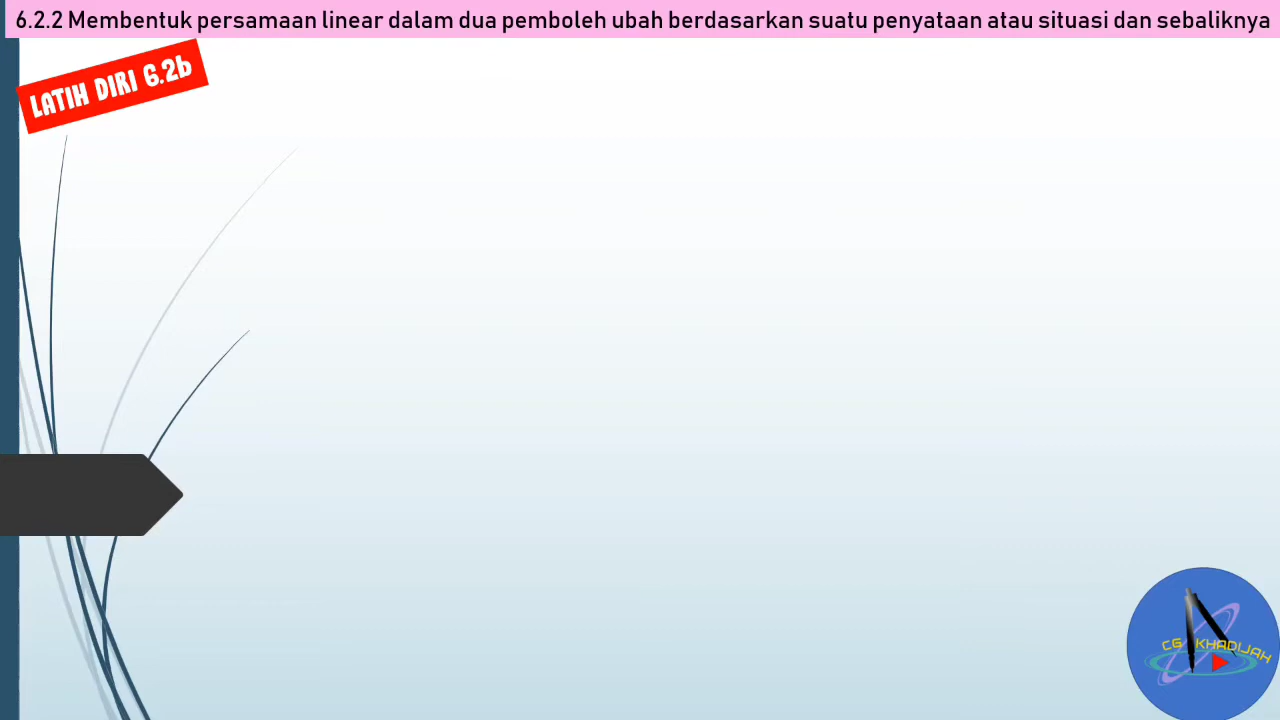 6.2.2 Membentuk persamaan linear dalam dua pemboleh ubah berdasarkan suatu penyataan atau situasi dan sebaliknya
LATIH DIRI 6.2b
CG KHADIJAH